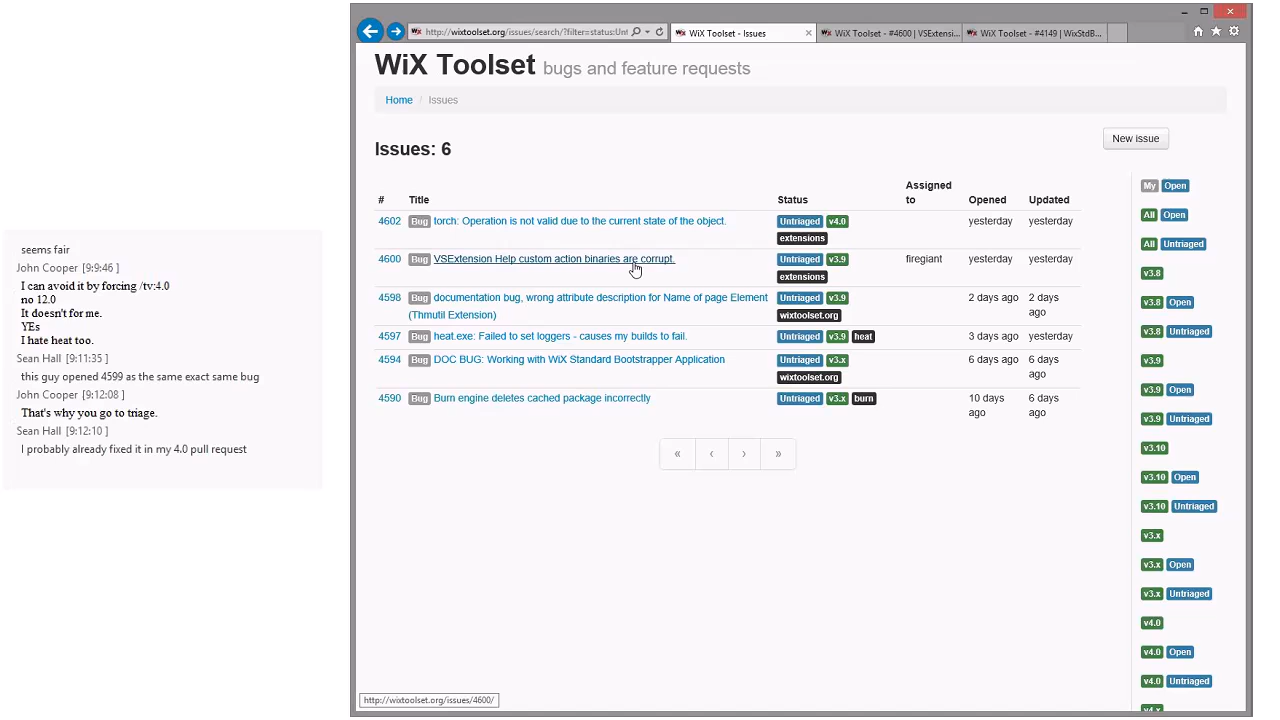 seems fair
John Cooper [9:9:46 ]
I can avoid it by forcing /tv:4.0
no 12.0
It doesn't for me.
YEs
I hate heat too.
Sean Hall [9:11:35 ]
this guy opened 4599 as the same exact same bug
John Cooper [9:12:08 ]
That's why you go to triage.
Sean Hall [9:12:10 ]
I probably already fixed it in my 4.0 pull request
http://wixtoolset.org/issues/search/?filter=status:Unt
WiX Toolset - Issues
WiX Toolset - #4600 | VSExtensi...
WiX Toolset - #4149 | WixStdB...
WiX Toolset bugs and feature requests
Home / Issues
New issue
Issues: 6
# Title Status Assigned to Opened Updated
4602 Bug torch: Operation is not valid due to the current state of the object. Untriaged v4.0 yesterday yesterday
extensions
4600 Bug VSExtension Help custom action binaries are corrupt. Untriaged v3.9 firegiant yesterday yesterday
extensions
4598 Bug documentation bug, wrong attribute description for Name of page Element Untriaged v3.9 2 days ago 2 days
(Thmutil Extension) wixtoolset.org ago
4597 Bug heat.exe: Failed to set loggers - causes my builds to fail. Untriaged v3.9 heat 3 days ago yesterday
4594 Bug DOC BUG: Working with WiX Standard Bootstrapper Application Untriaged v3.x 6 days ago 6 days
wixtoolset.org ago
4590 Bug Burn engine deletes cached package incorrectly Untriaged v3.x burn 10 days 6 days
ago ago
« ‹ › »
My Open
All Open
All Untriaged
v3.8
v3.8 Open
v3.8 Untriaged
v3.9
v3.9 Open
v3.9 Untriaged
v3.10
v3.10 Open
v3.10 Untriaged
v3.x
v3.x Open
v3.x Untriaged
v4.0
v4.0 Open
v4.0 Untriaged
v4.x
http://wixtoolset.org/issues/4600/